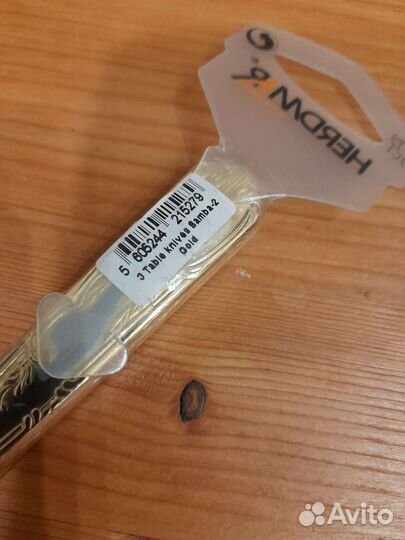 HERDMAR®
5 605244 215279
3 Table Knives Samba-2
Gold
Avito